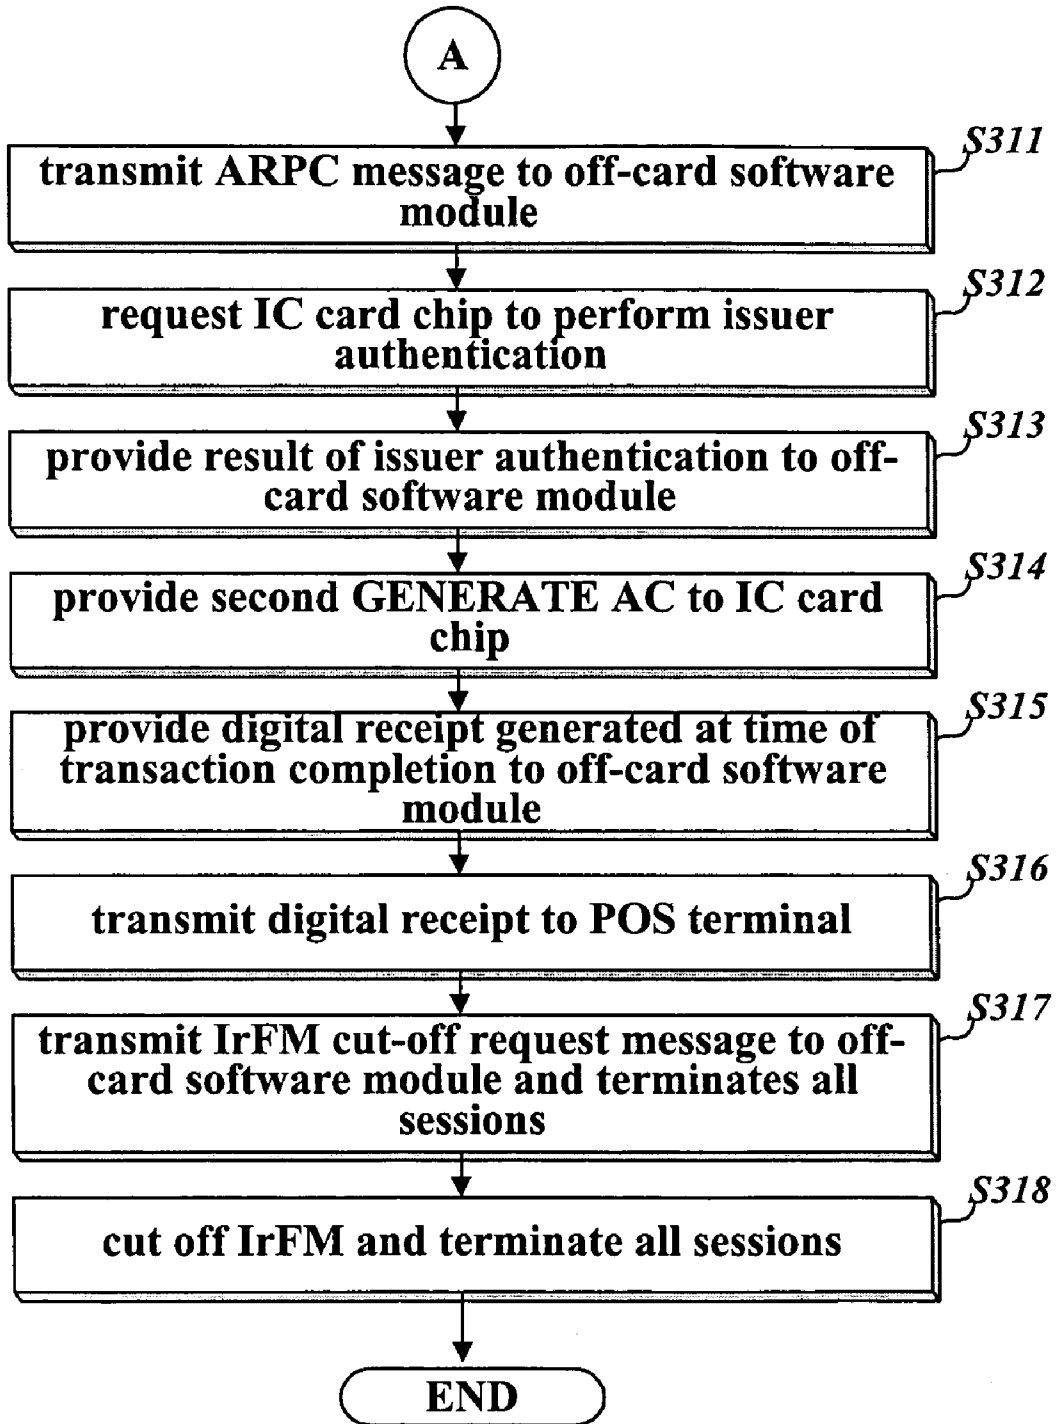 A
S311
transmit ARPC message to off-card software
module
S312
request IC card chip to perform issuer
authentication
S313
provide result of issuer authentication to off-
card software module
S314
provide second GENERATE AC to IC card
chip
S315
provide digital receipt generated at time of
transaction completion to off-card software
module
S316
transmit digital receipt to POS terminal
S317
transmit IrFM cut-off request message to off-
card software module and terminates all
sessions
S318
cut off IrFM and terminate all sessions
END